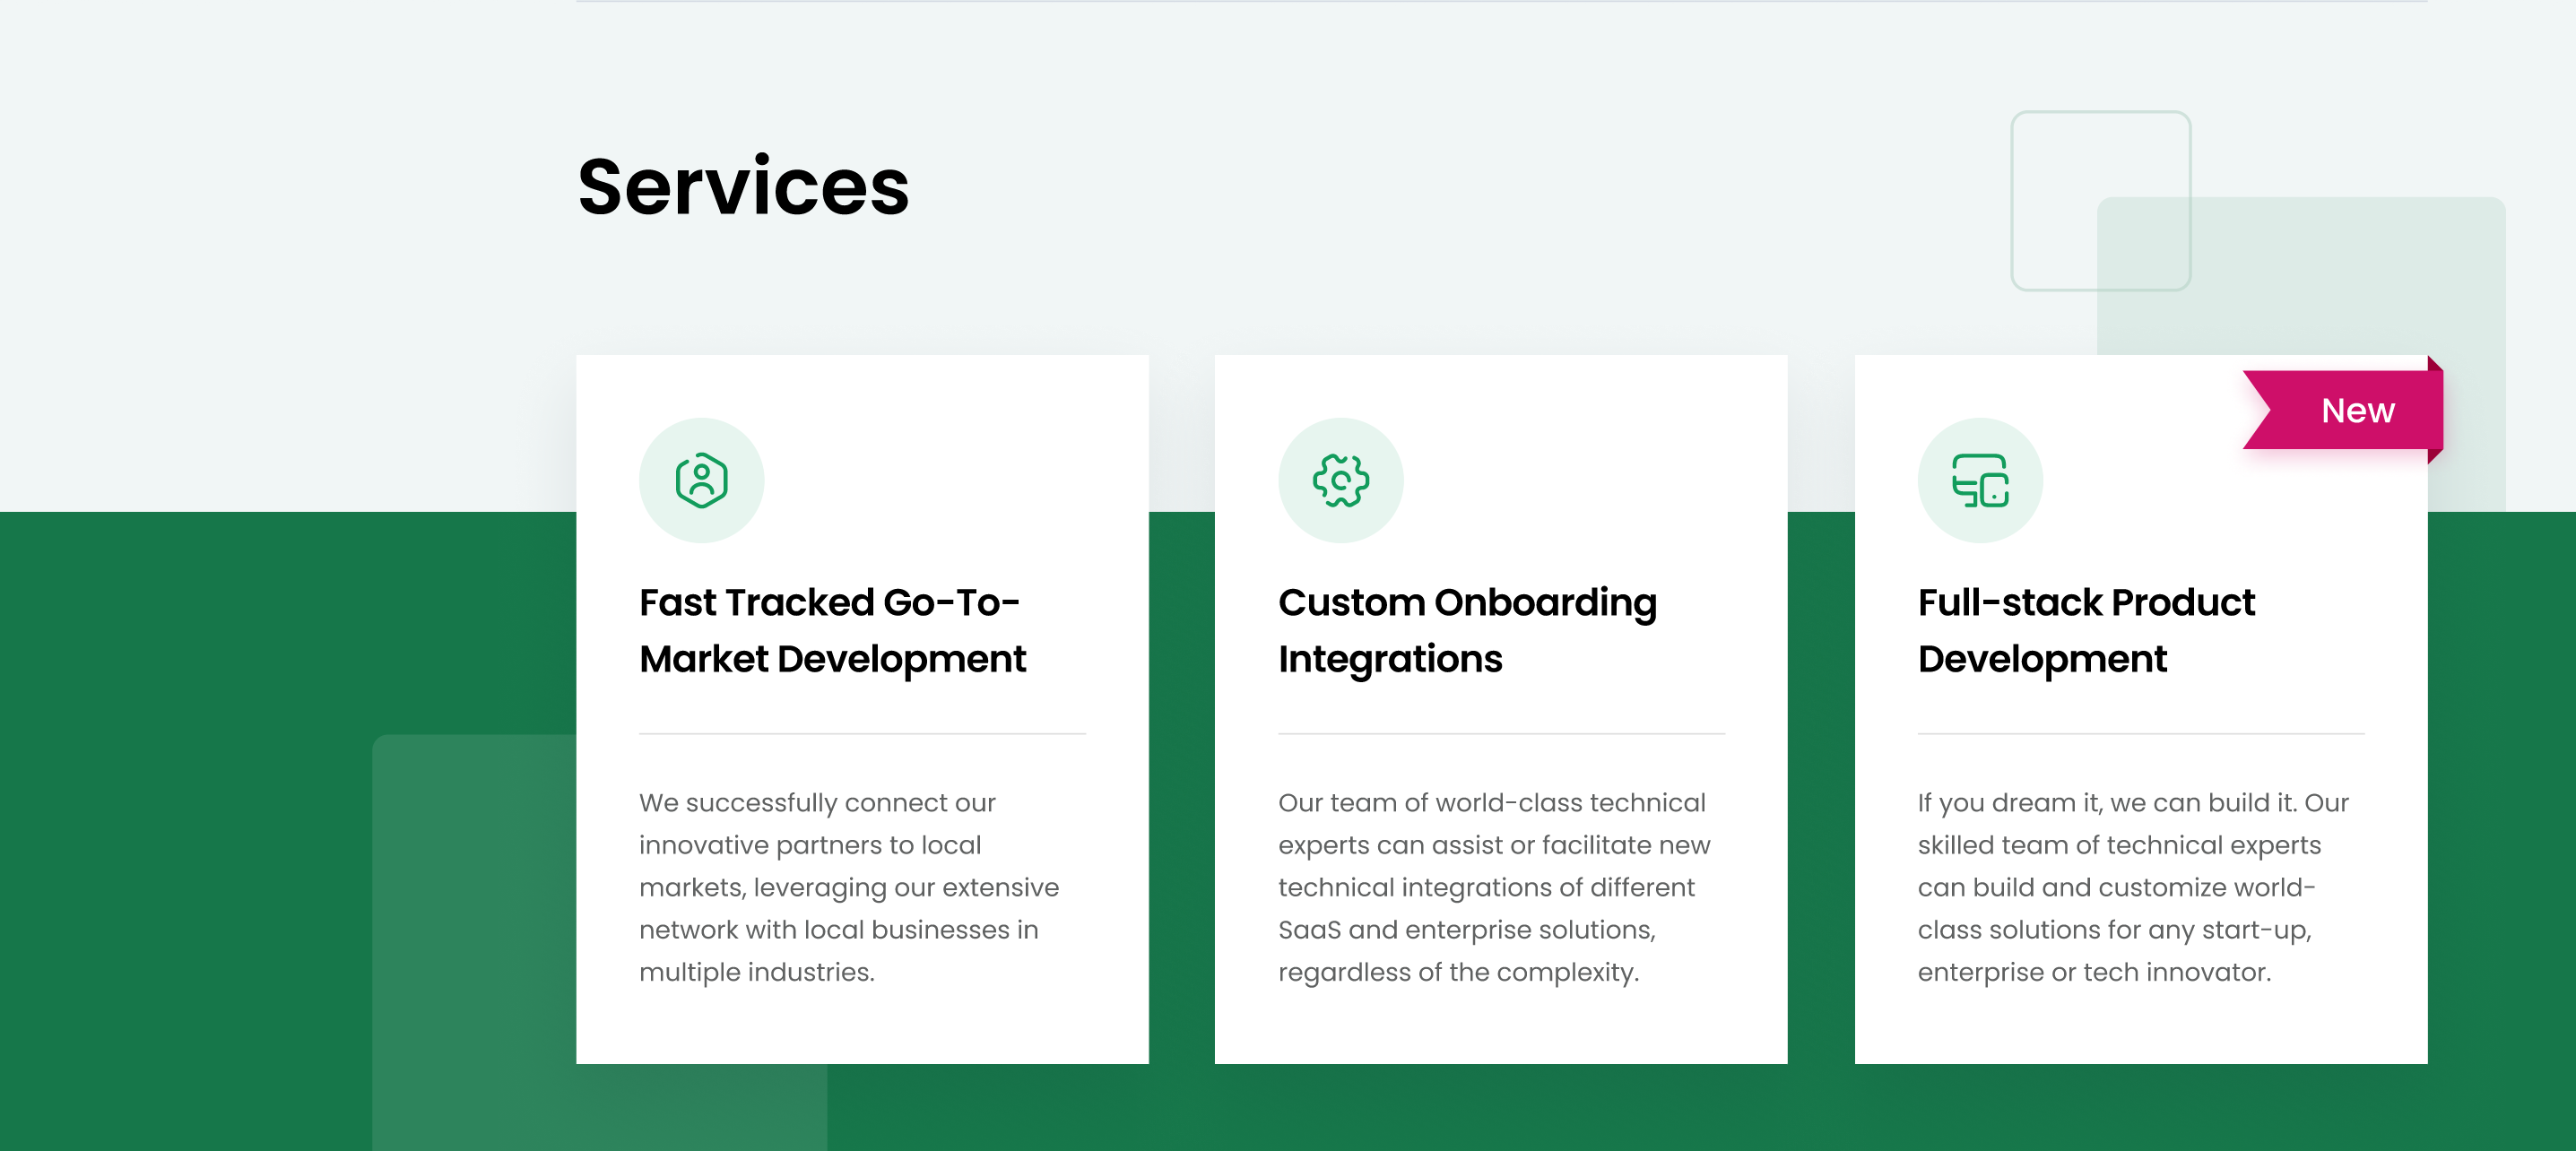 Services
New
Fast Tracked Go-To-
Market Development
We successfully connect our
innovative partners to local
markets, leveraging our extensive
network with local businesses in
multiple industries.
Custom Onboarding
Integrations
Our team of world-class technical
experts can assist or facilitate new
technical integrations of different
SaaS and enterprise solutions,
regardless of the complexity.
Full-stack Product
Development
If you dream it, we can build it. Our
skilled team of technical experts
can build and customize world-
class solutions for any start-up,
enterprise or tech innovator.